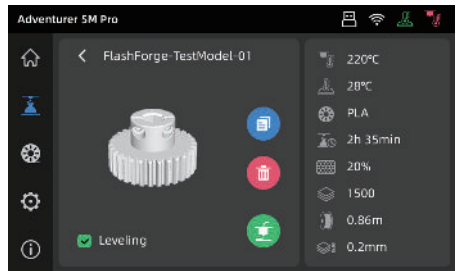 Adventurer 5M Pro
FlashForge-TestModel-01
Leveling
220℃
28℃
PLA
2h 35min
20%
1500
0.86m
0.2mm